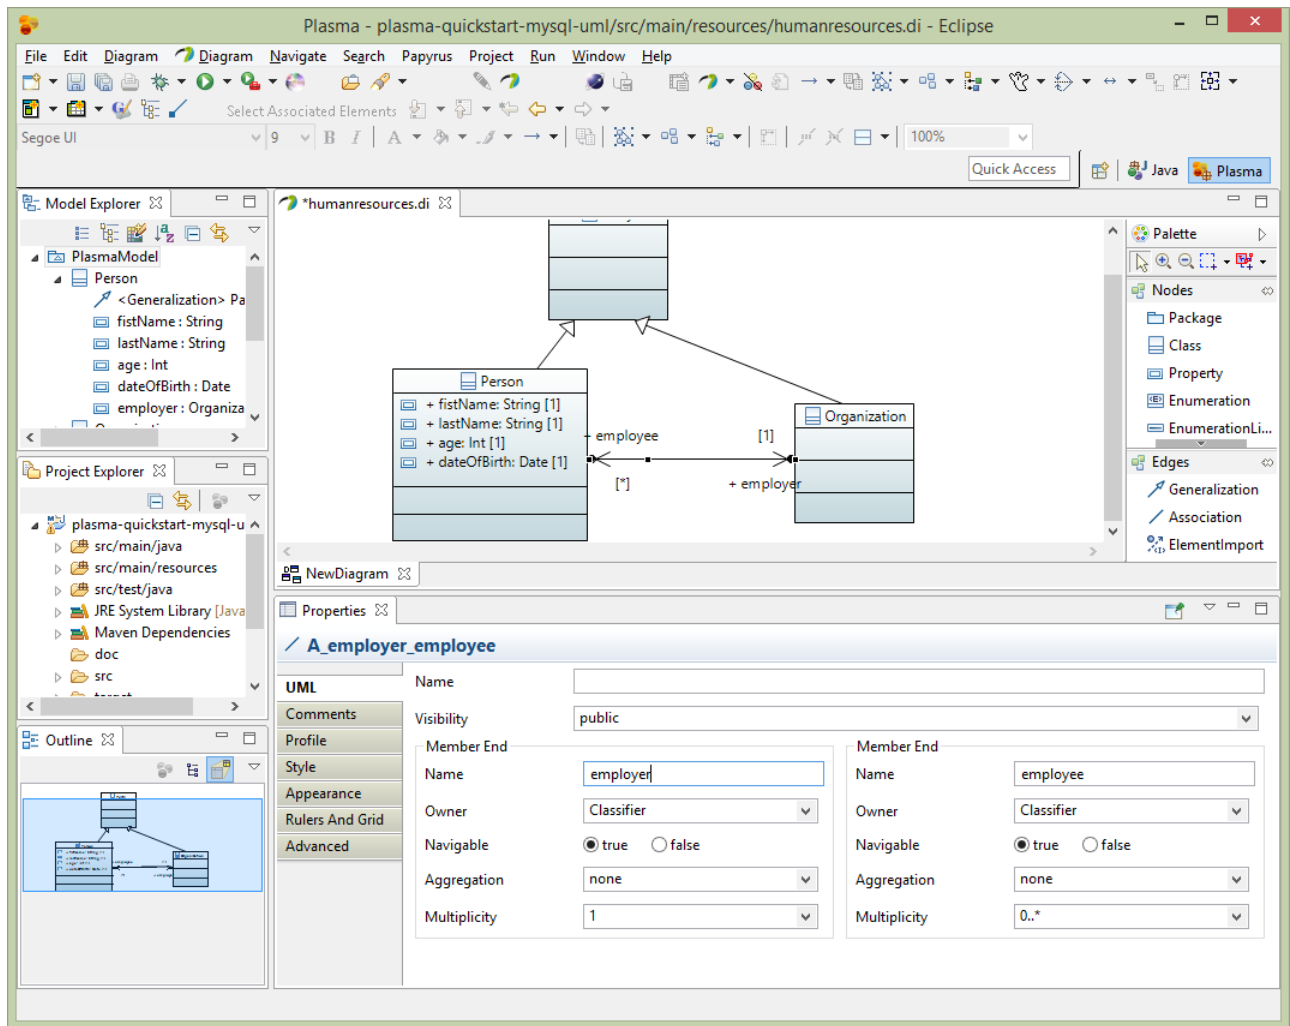 Plasma - plasma-quickstart-mysql-uml/src/main/resources/humanresources.di - Eclipse
File Edit Diagram Diagram Navigate Search Papyrus Project Run Window Help
Select Associated Elements
Segoe UI 9 B I A 100%
Quick Access Java Plasma
Model Explorer
PlasmaModel
Person
<Generalization> Pa
fistName : String
lastName : String
age : Int
dateOfBirth : Date
employer : Organiza
Project Explorer
plasma-quickstart-mysql-u
src/main/java
src/main/resources
src/test/java
JRE System Library [Java
Maven Dependencies
doc
src
Outline
*humanresources.di
Person
+ fistName: String [1]
+ lastName: String [1]
+ age: Int [1]
+ dateOfBirth: Date [1]
+ employee
[1]
[*]
+ employer
Organization
NewDiagram
Palette
Nodes
Package
Class
Property
Enumeration
EnumerationLi...
Edges
Generalization
Association
ElementImport
Properties
A_employer_employee
UML
Comments
Profile
Style
Appearance
Rulers And Grid
Advanced
Name
Visibility public
Member End
Name employer
Owner Classifier
Navigable true false
Aggregation none
Multiplicity 1
Member End
Name employee
Owner Classifier
Navigable true false
Aggregation none
Multiplicity 0..*